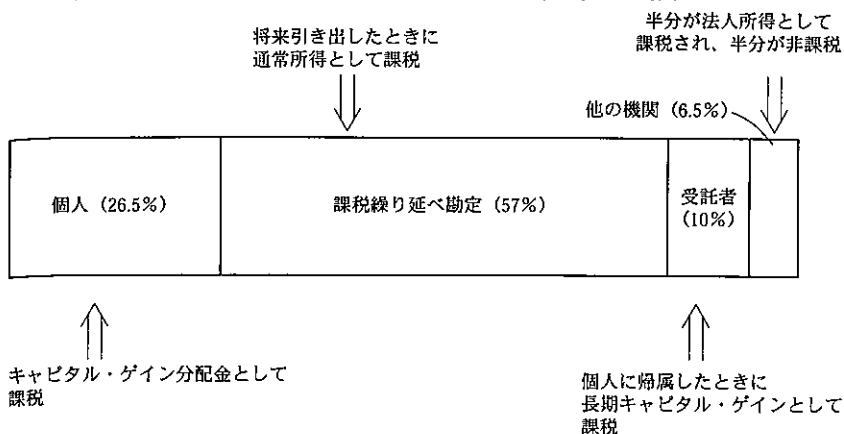 将来引き出したときに
通常所得として課税
半分が法人所得として
課税され、半分が非課税
他の機関 (6.5%)
個人 (26.5%)
課税繰り延べ勘定 (57%)
受託者
(10%)
キャピタル・ゲイン分配金として
課税
個人に帰属したときに
長期キャピタル・ゲインとして
課税